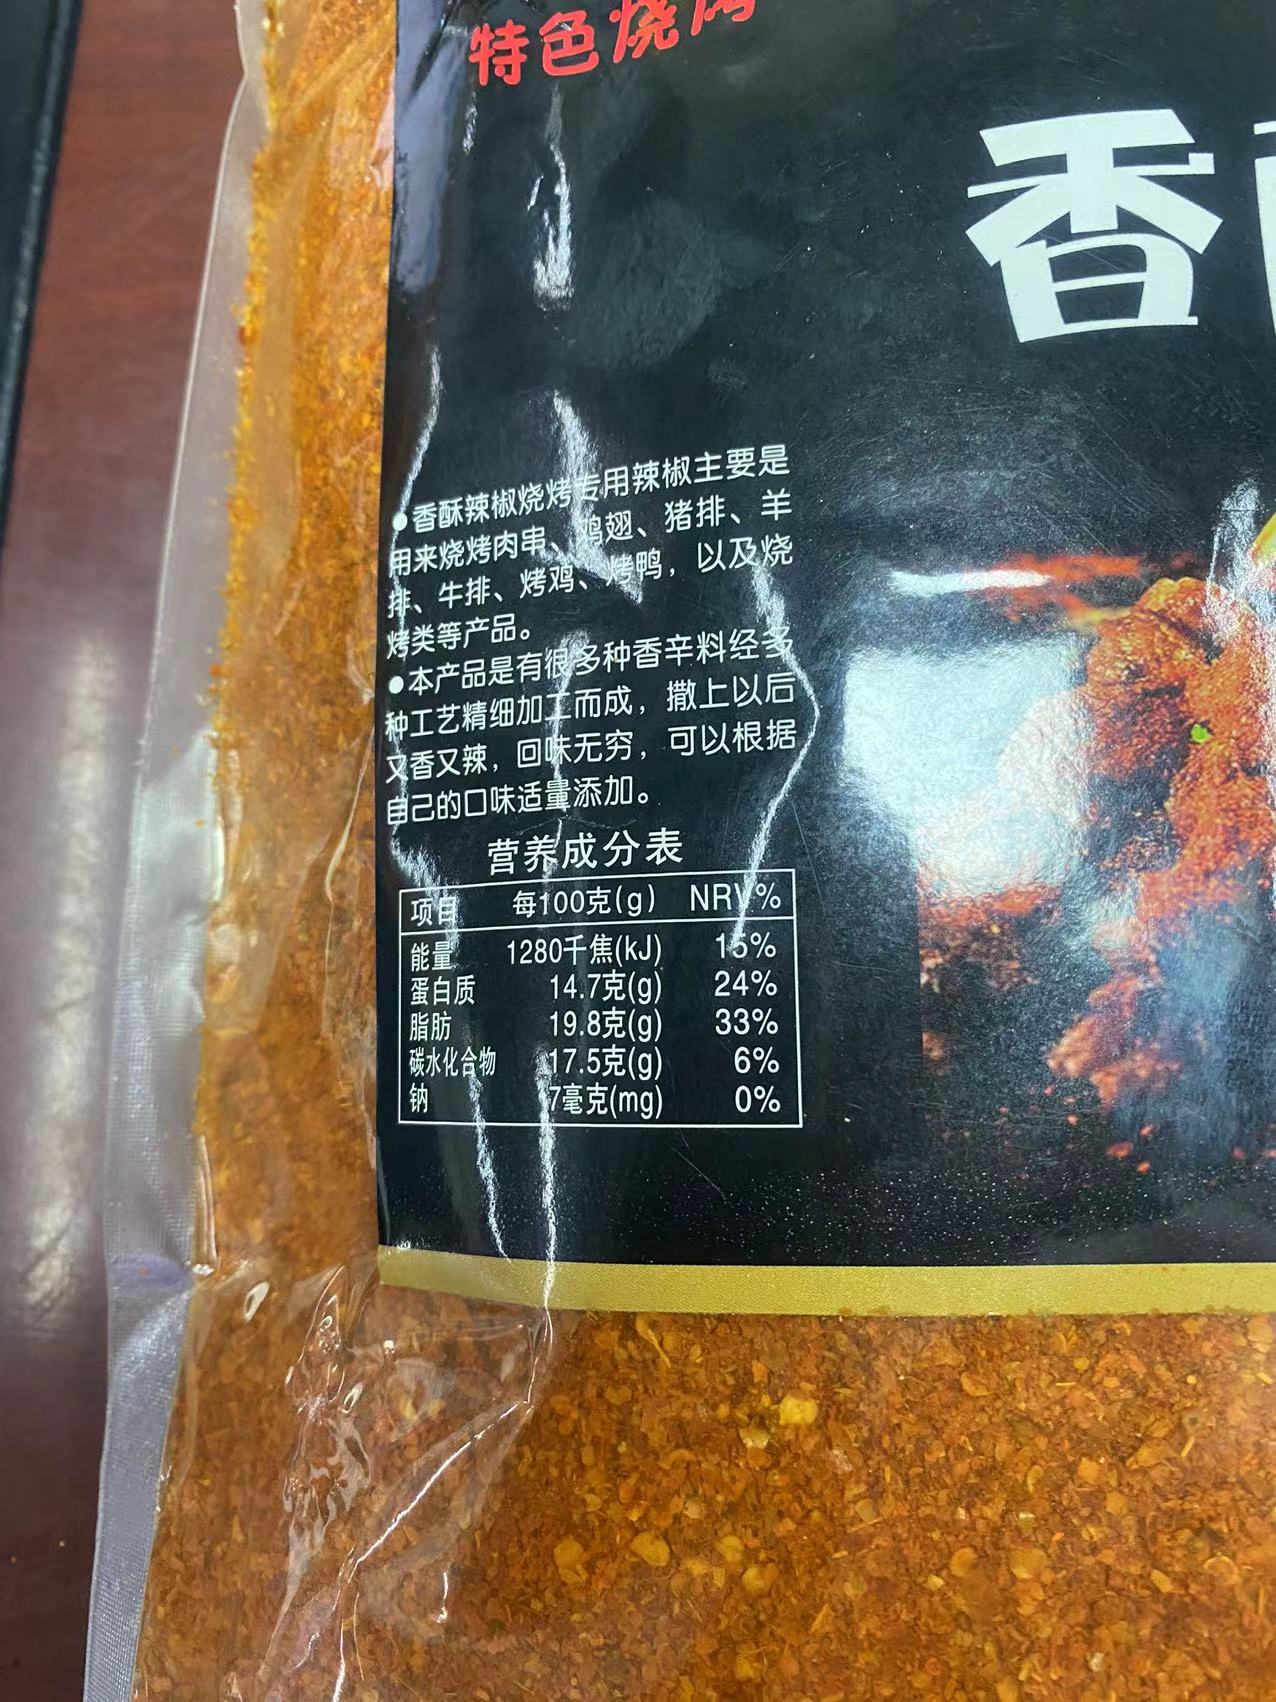 特色烧烤
香酥
●香酥辣椒烧烤专用辣椒主要是
用来烧烤肉串、鸡翅、猪排、羊
排、牛排、烤鸡、烤鸭，以及烧
烤类等产品。
●本产品是有很多种香辛料经多
种工艺精细加工而成，撒上以后
又香又辣，回味无穷，可以根据
自己的口味适量添加。
营养成分表
项目 每100克(g) NRV%
能量 1280千焦(kJ) 15%
蛋白质 14.7克(g) 24%
脂肪 19.8克(g) 33%
碳水化合物 17.5克(g) 6%
钠 7毫克(mg) 0%